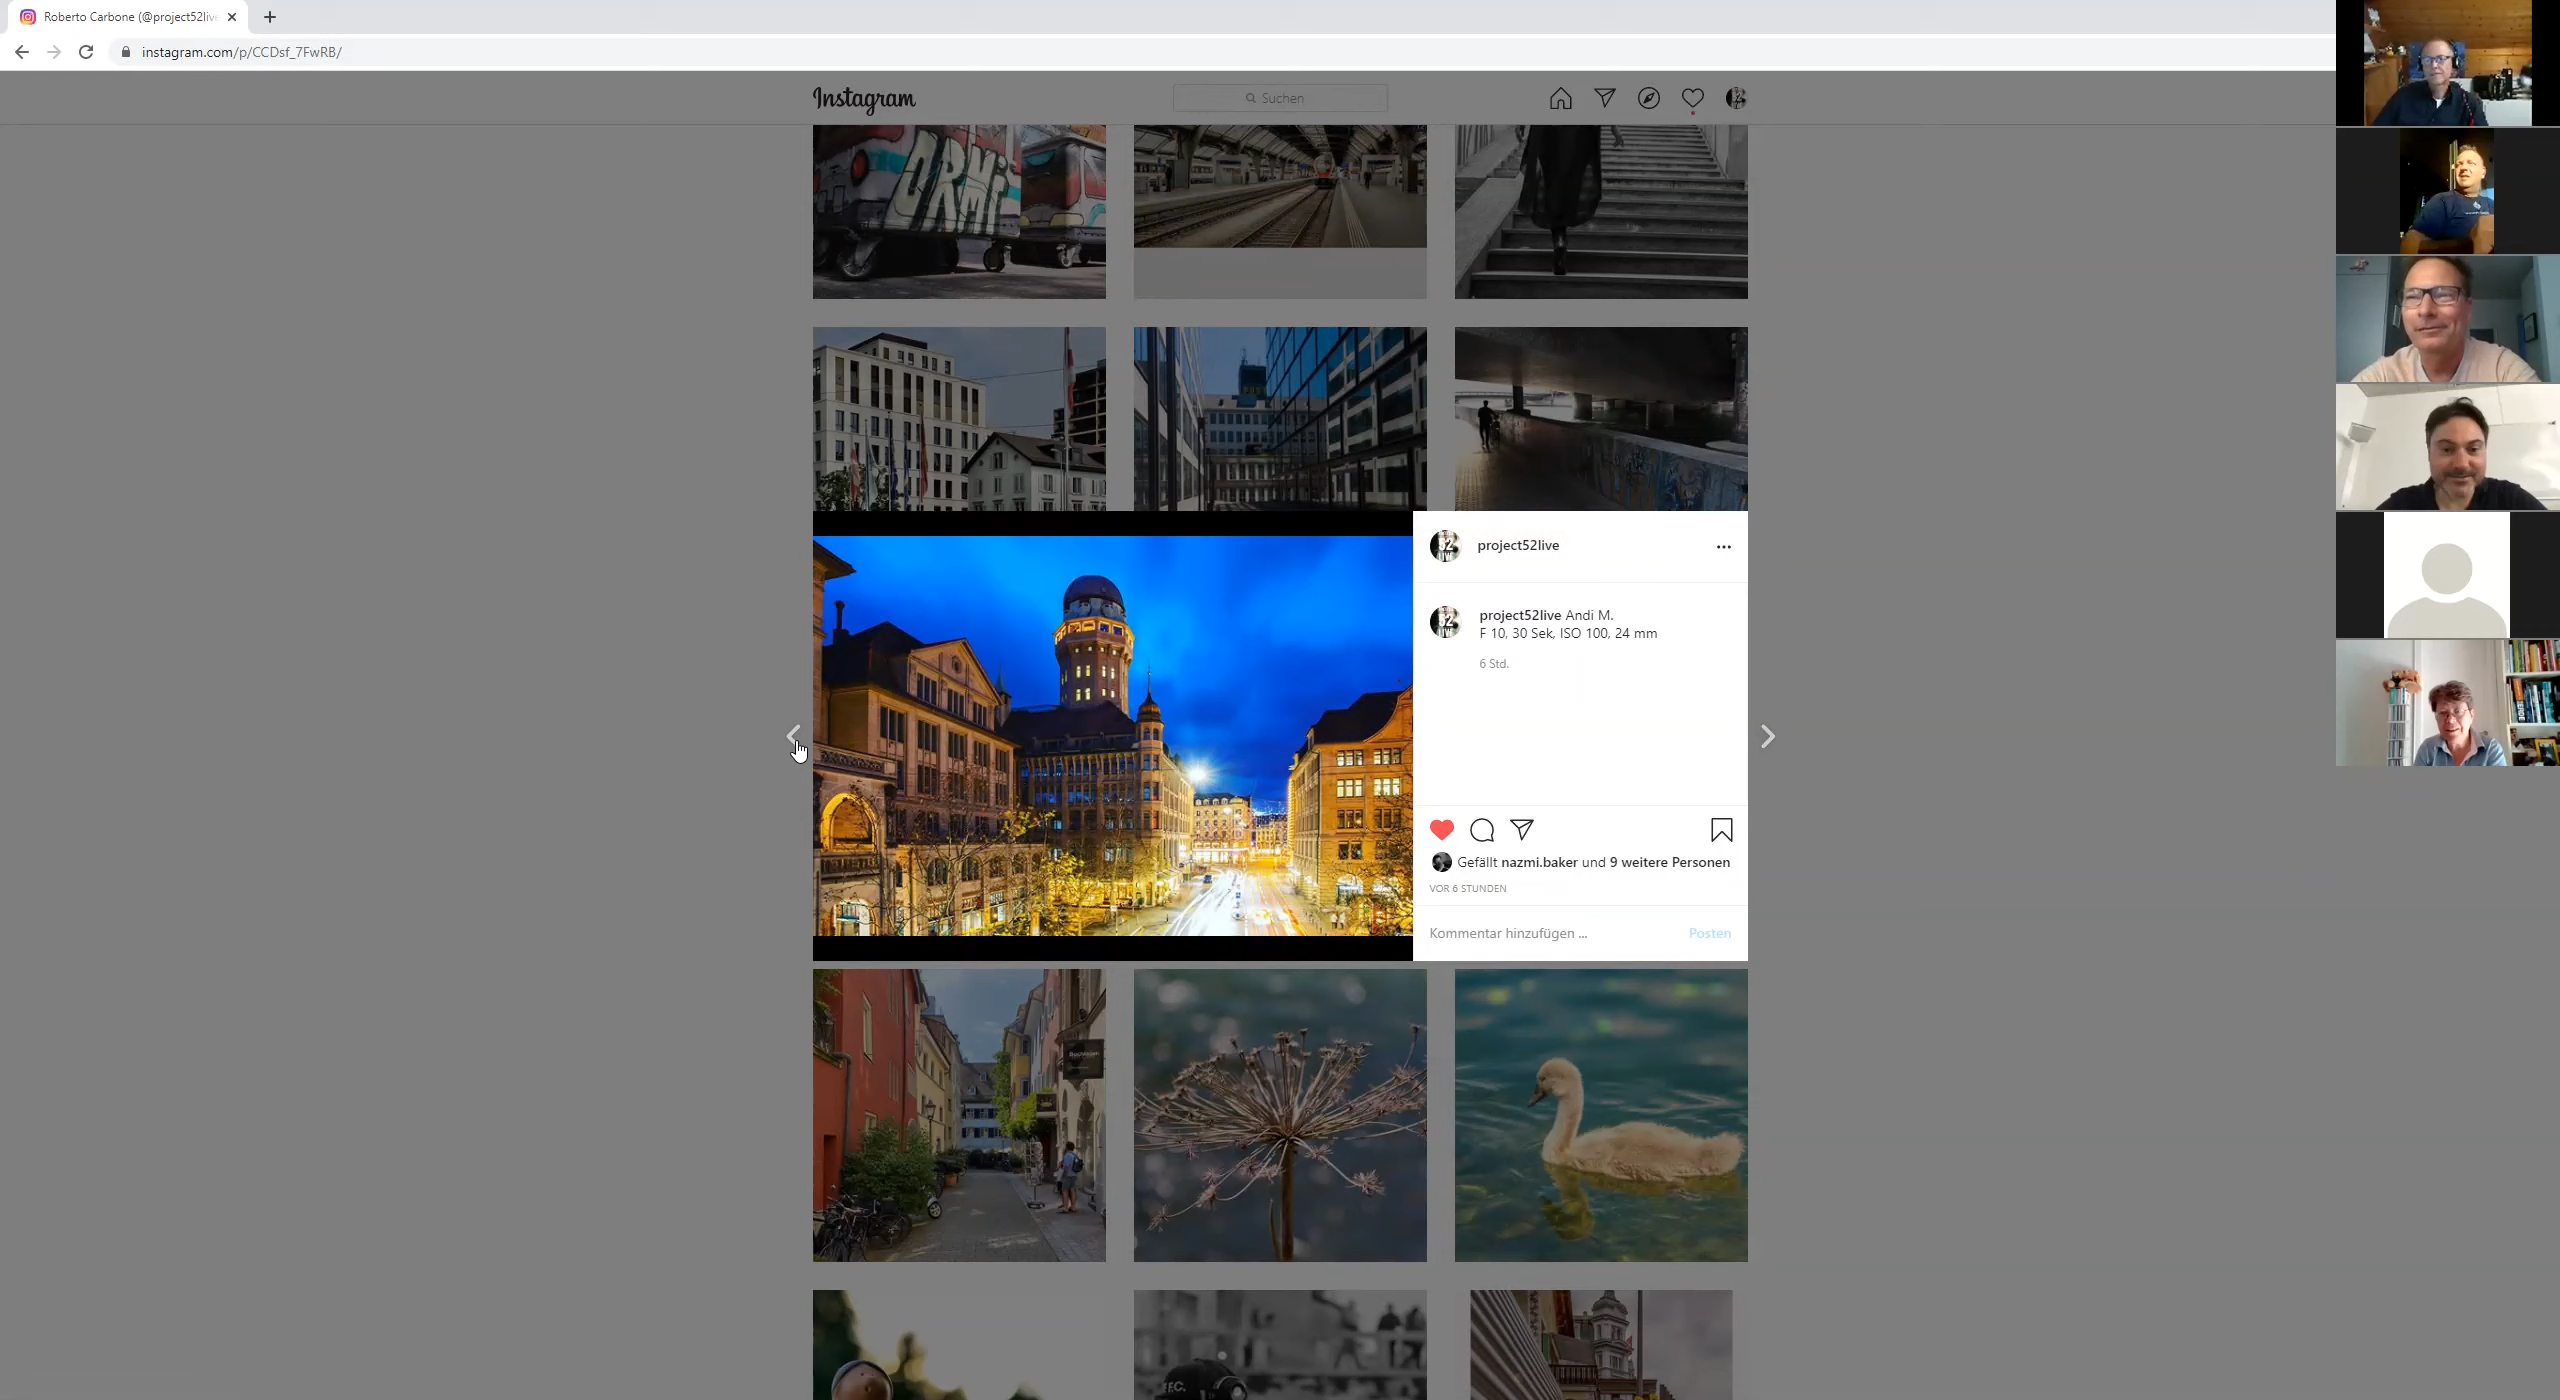 Roberto Carbone (@project52live
instagram.com/p/CCDsf_7FwRB/
Instagram
Suchen
project52live
project52live Andi M.
F 10, 30 Sek, ISO 100, 24 mm
6 Std.
Gefällt nazmi.baker und 9 weitere Personen
VOR 6 STUNDEN
Kommentar hinzufügen ...
Posten